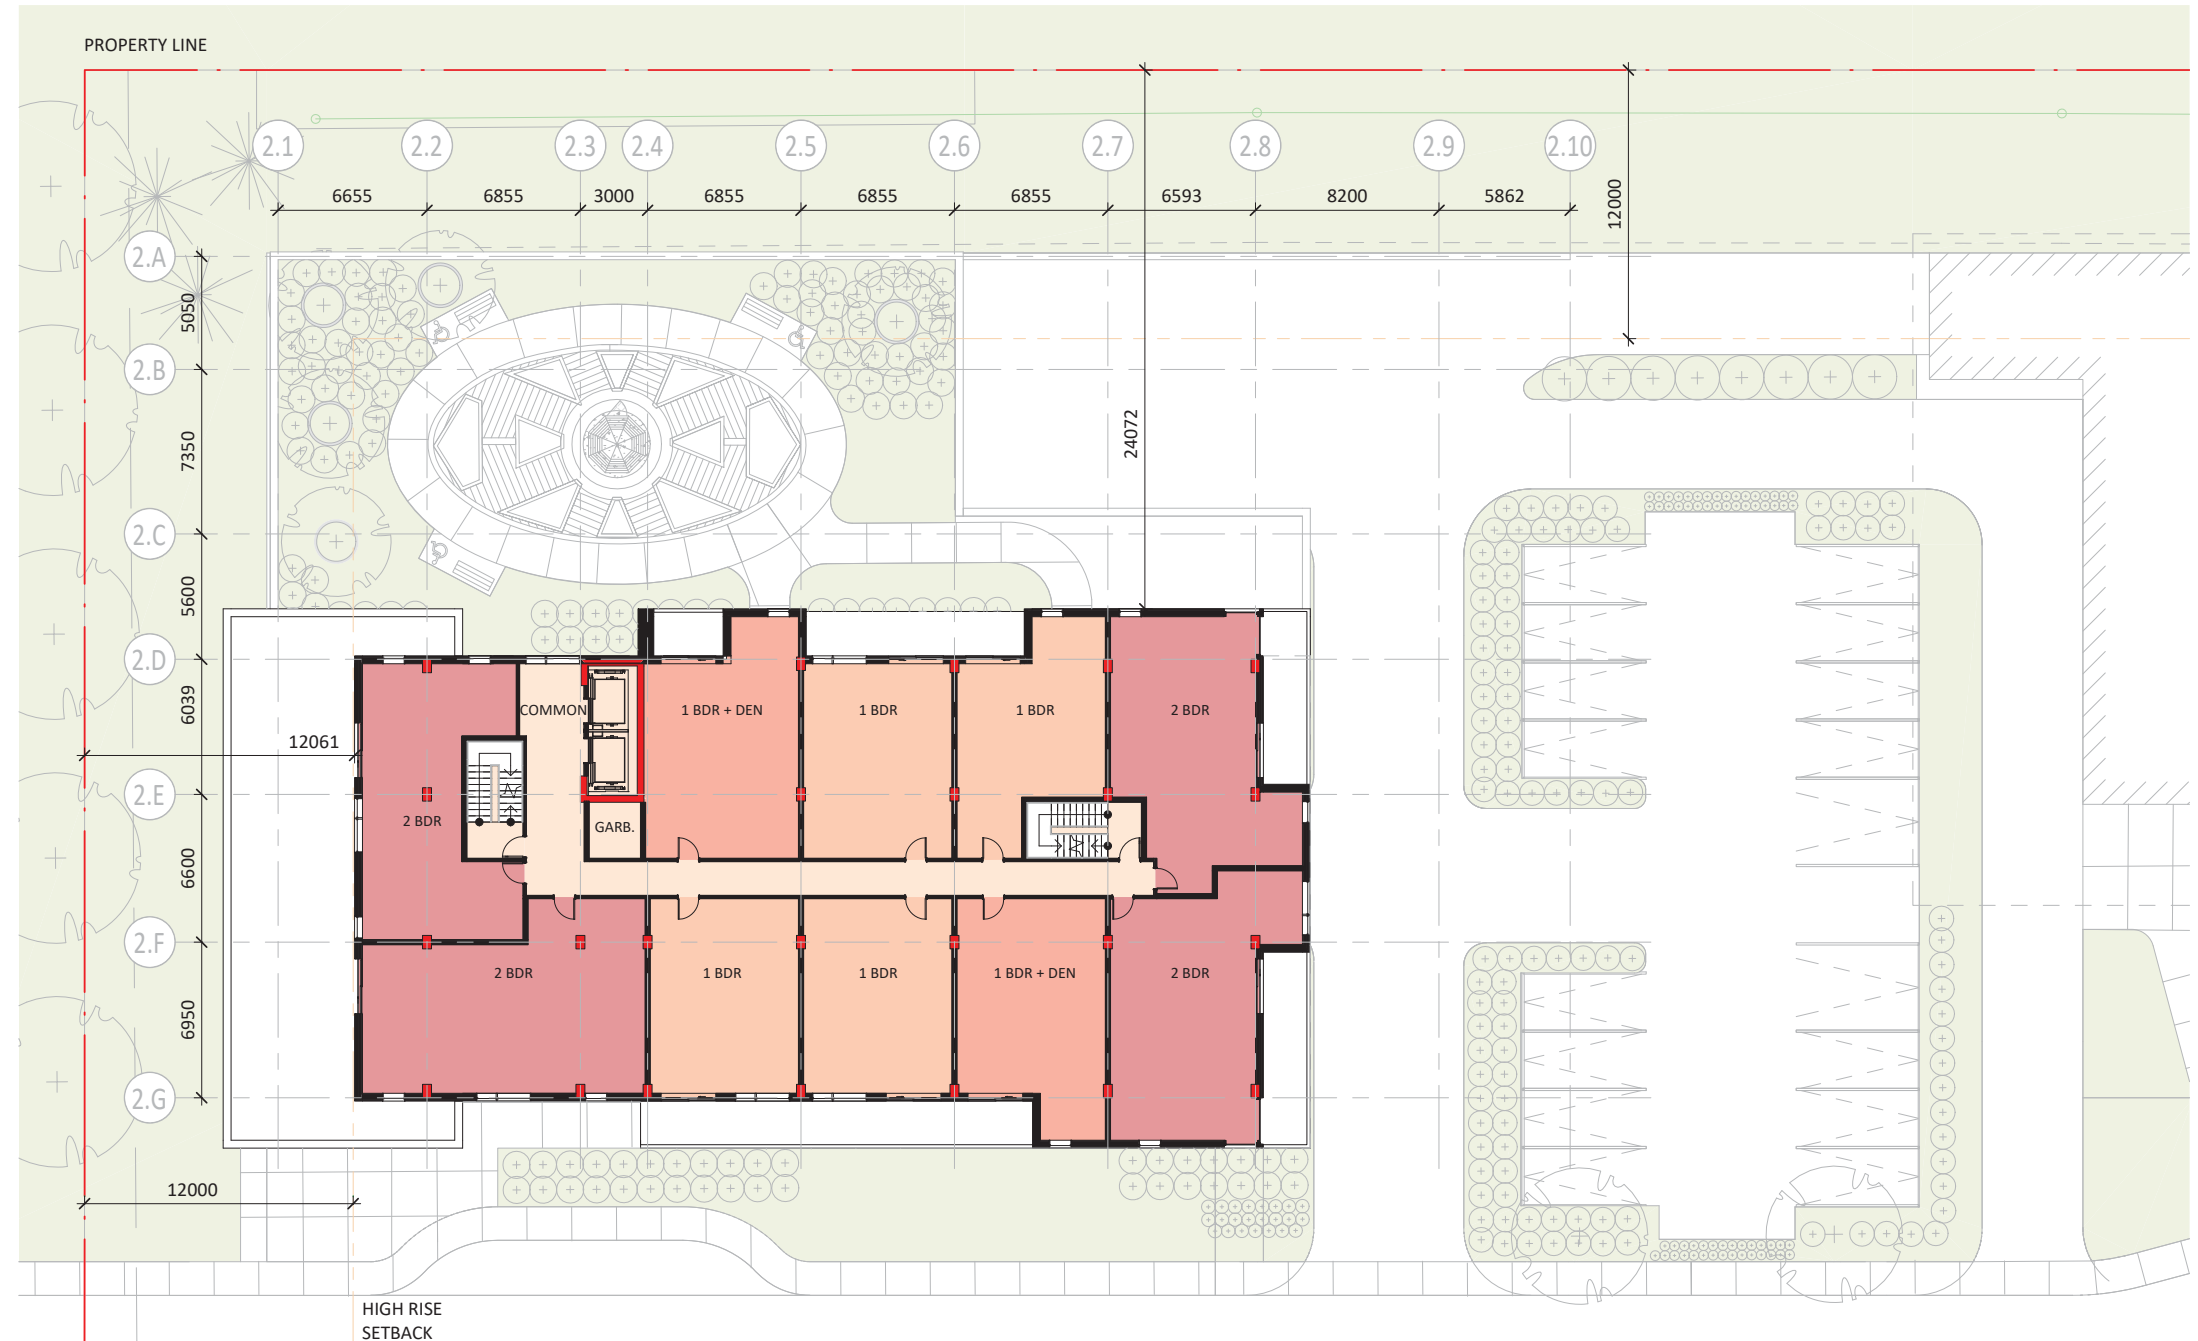 PROPERTY LINE
2.1 2.2 2.3 2.4 2.5 2.6 2.7 2.8 2.9 2.10
6655 6855 3000 6855 6855 6855 6593 8200 5862
12000
2.A
5050
2.B
7350
24072
2.C
5600
2.D
6039
COMMON
1 BDR + DEN
1 BDR
1 BDR
2 BDR
12061
2.E
2 BDR
GARB.
6600
2.F
2 BDR
1 BDR
1 BDR
1 BDR + DEN
2 BDR
6950
2.G
12000
HIGH RISE
SETBACK